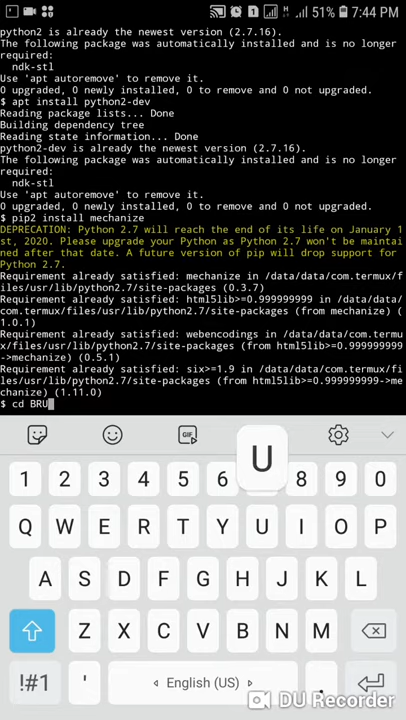 51% 7:44 PM
python2 is already the newest version (2.7.16).
The following package was automatically installed and is no longer
required:
  ndk-stl
Use 'apt autoremove' to remove it.
0 upgraded, 0 newly installed, 0 to remove and 0 not upgraded.
$ apt install python2-dev
Reading package lists... Done
Building dependency tree
Reading state information... Done
python2-dev is already the newest version (2.7.16).
The following package was automatically installed and is no longer
required:
  ndk-stl
Use 'apt autoremove' to remove it.
0 upgraded, 0 newly installed, 0 to remove and 0 not upgraded.
$ pip2 install mechanize
DEPRECATION: Python 2.7 will reach the end of its life on January 1
st, 2020. Please upgrade your Python as Python 2.7 won't be maintai
ned after that date. A future version of pip will drop support for
Python 2.7.
Requirement already satisfied: mechanize in /data/data/com.termux/f
iles/usr/lib/python2.7/site-packages (0.3.7)
Requirement already satisfied: html5lib>=0.999999999 in /data/data/
com.termux/files/usr/lib/python2.7/site-packages (from mechanize) (
1.0.1)
Requirement already satisfied: webencodings in /data/data/com.termu
x/files/usr/lib/python2.7/site-packages (from html5lib>=0.999999999
->mechanize) (0.5.1)
Requirement already satisfied: six>=1.9 in /data/data/com.termux/fi
les/usr/lib/python2.7/site-packages (from html5lib>=0.999999999->me
chanize) (1.11.0)
$ cd BRU
GIF U
1 2 3 4 5 6 8 9 0
Q W E R T Y U I O P
A S D F G H J K L
Z X C V B N M
!#1 ' English (US) .
DU Recorder